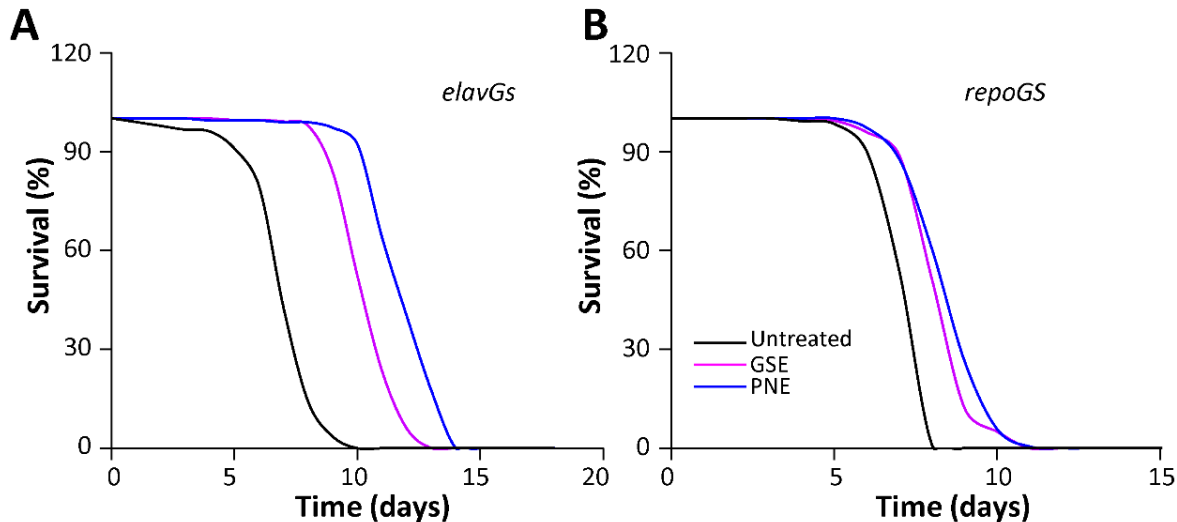 A
elavGs
Survival (%)
120
90
60
30
0
0 5 10 15 20
Time (days)
B
repoGS
Survival (%)
120
90
60
30
0
Untreated
GSE
PNE
0 5 10 15
Time (days)